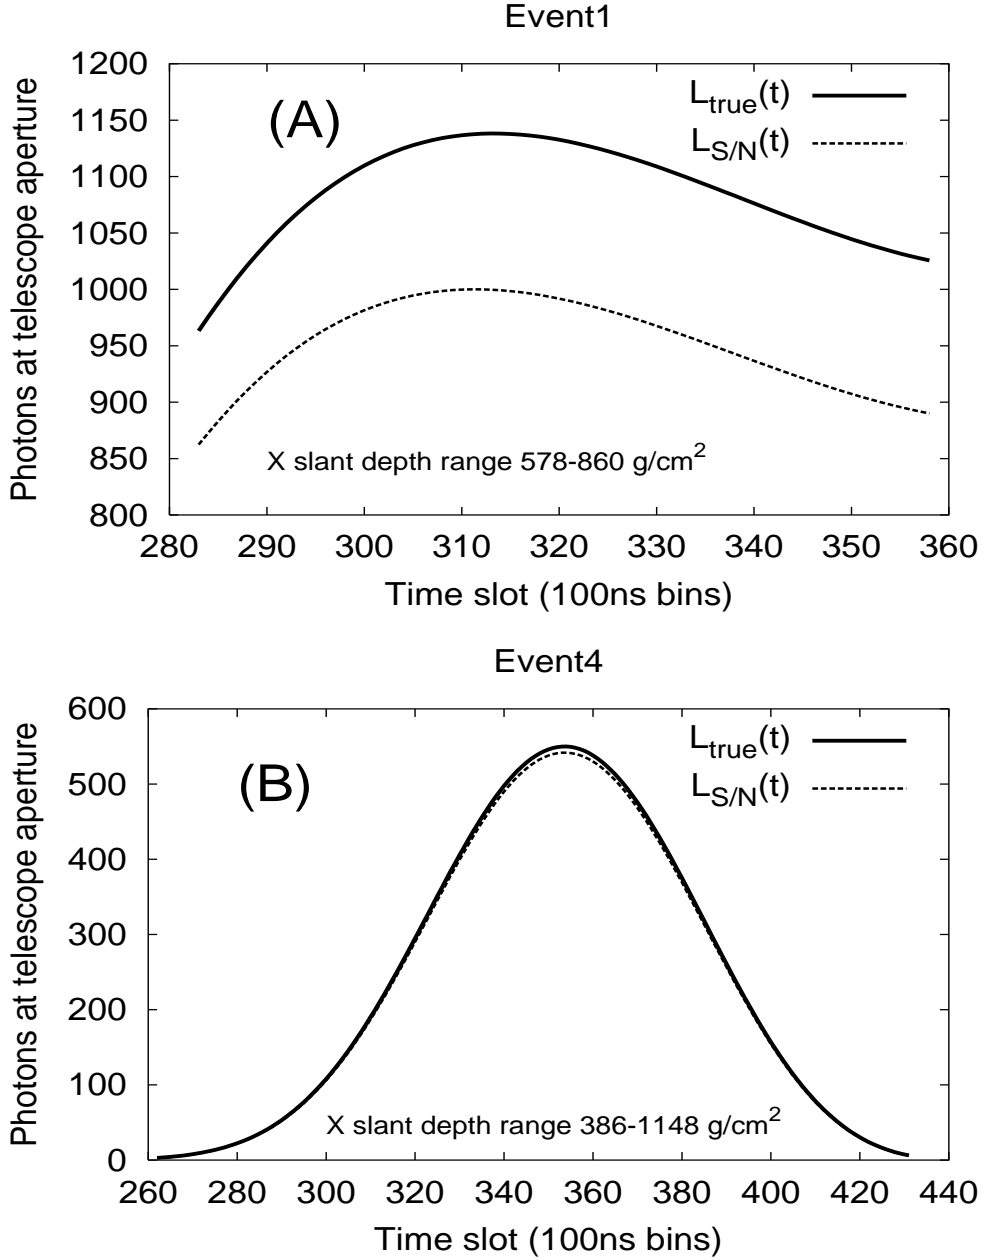 Event1
Photons at telescope aperture
1200
1150
1100
1050
1000
950
900
850
800
(A)
L_true(t)
L_S/N(t)
X slant depth range 578-860 g/cm^2
280 290 300 310 320 330 340 350 360
Time slot (100ns bins)
Event4
Photons at telescope aperture
600
500
400
300
200
100
0
(B)
L_true(t)
L_S/N(t)
X slant depth range 386-1148 g/cm^2
260 280 300 320 340 360 380 400 420 440
Time slot (100ns bins)